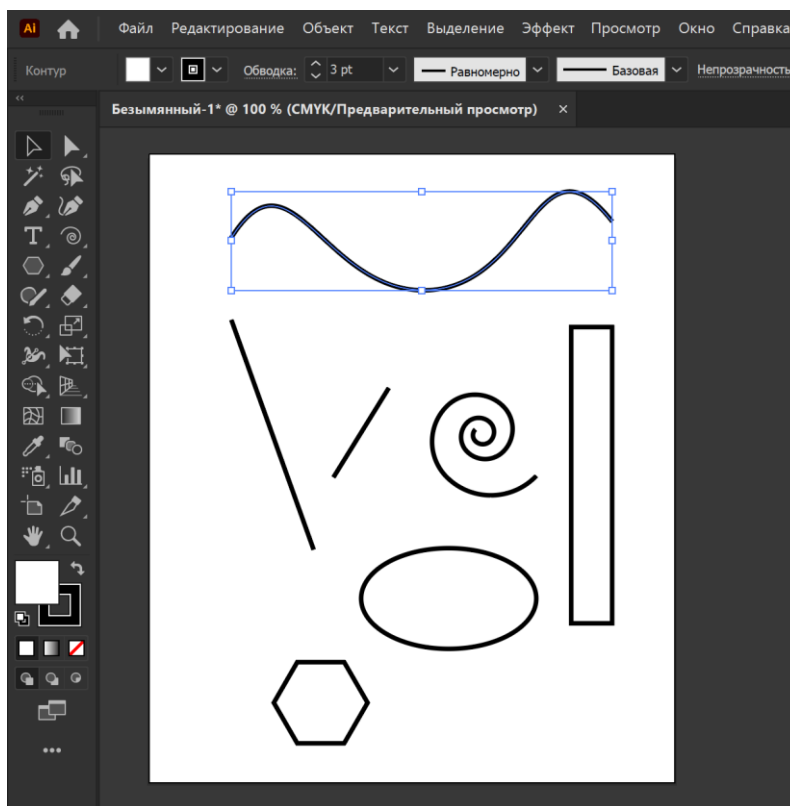 Ai Файл Редактирование Объект Текст Выделение Эффект Просмотр Окно Справка
Контур Обводка: 3 pt Равномерно Базовая Непрозрачность
Безымянный-1* @ 100 % (CMYK/Предварительный просмотр) ×